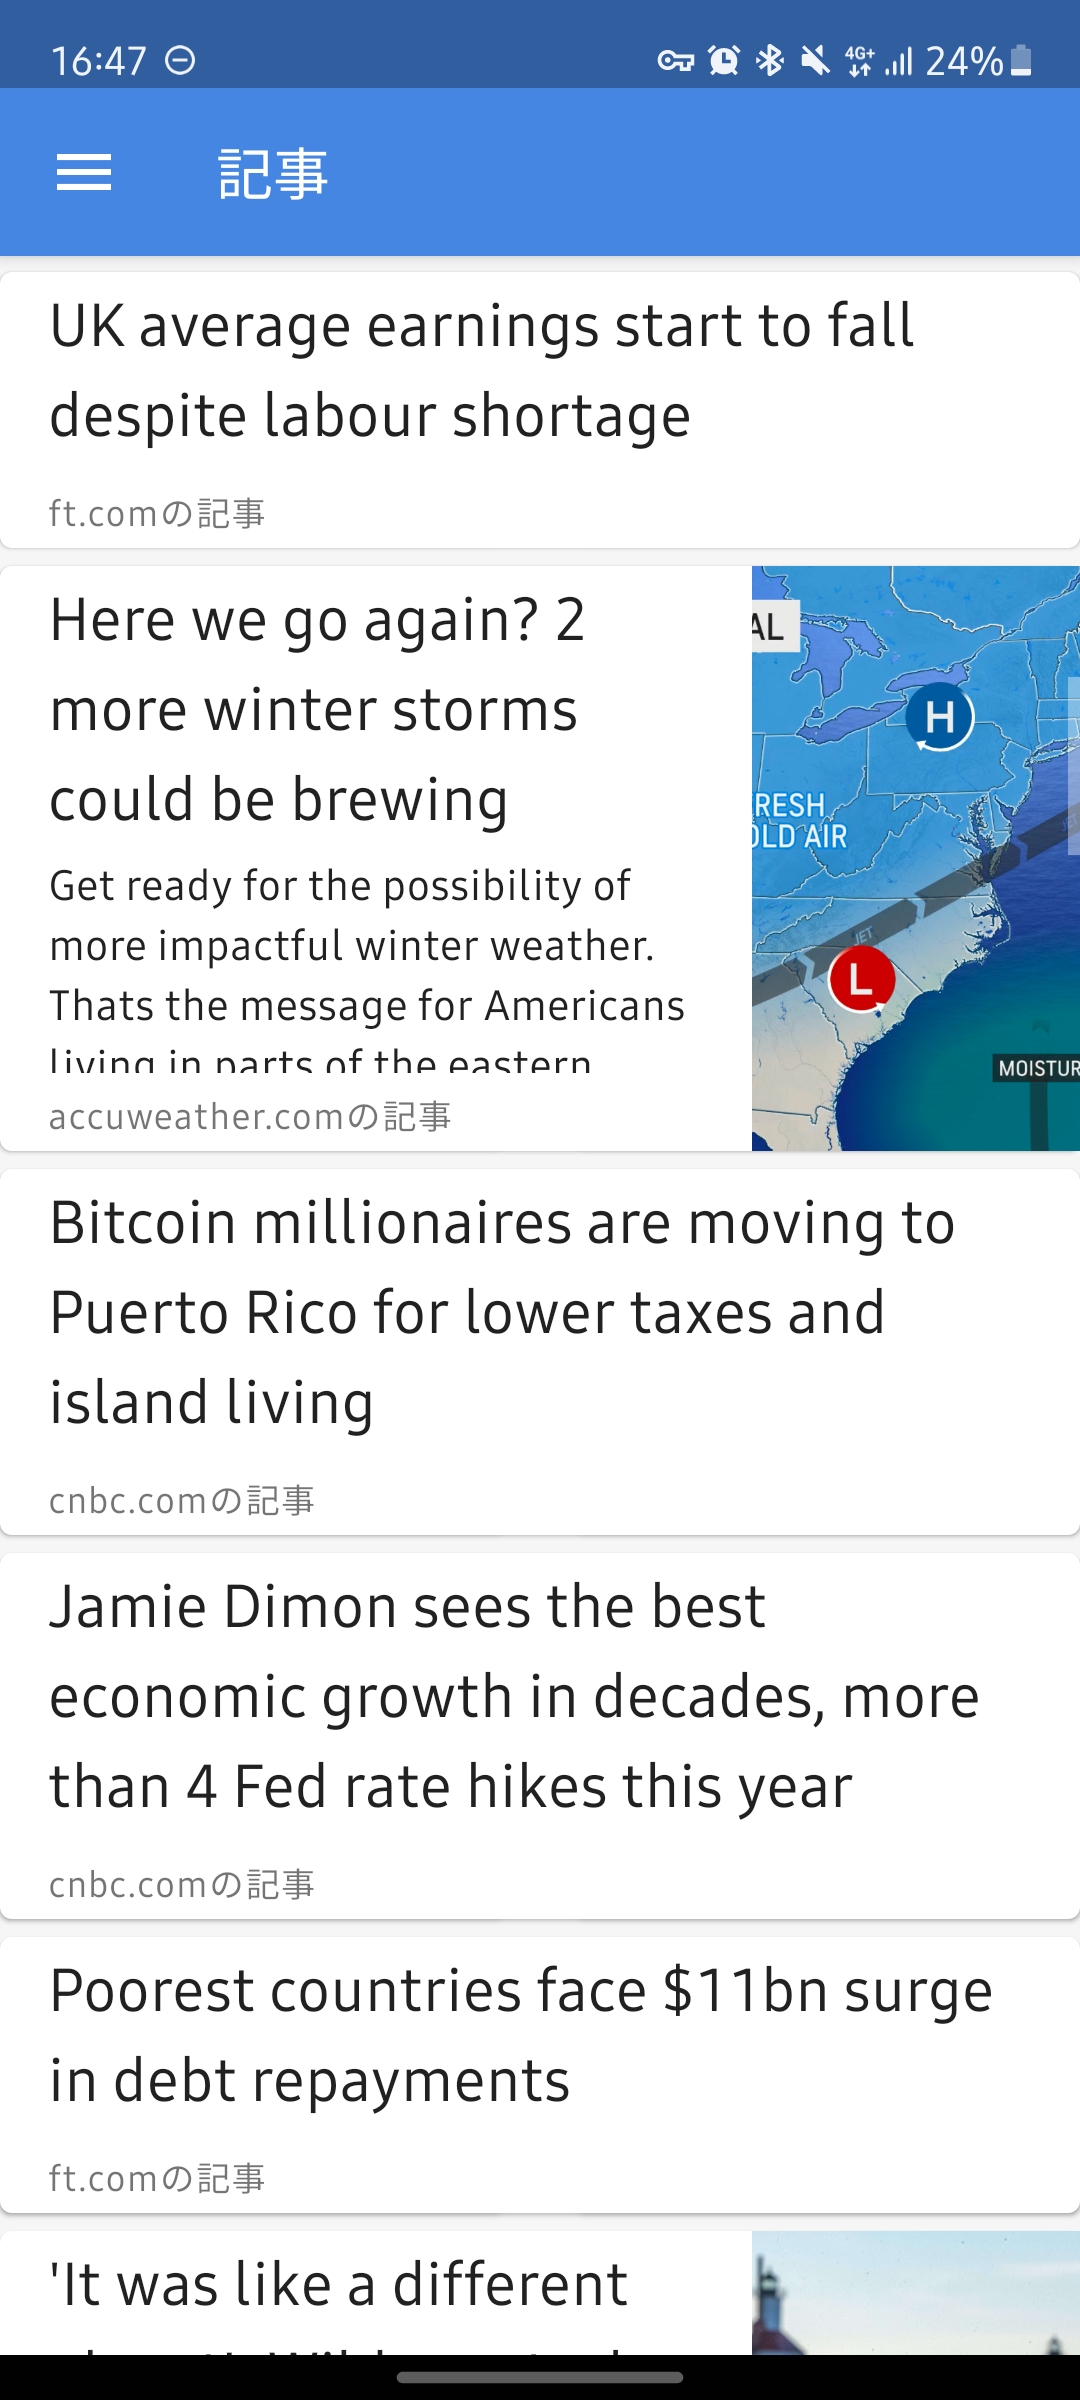 16:47
4G+
24%
記事
UK average earnings start to fall
despite labour shortage
ft.comの記事
Here we go again? 2
more winter storms
could be brewing
Get ready for the possibility of
more impactful winter weather.
Thats the message for Americans
living in parts of the eastern
accuweather.comの記事
AL
H
RESH
OLD AIR
JET
L
MOISTUR
Bitcoin millionaires are moving to
Puerto Rico for lower taxes and
island living
cnbc.comの記事
Jamie Dimon sees the best
economic growth in decades, more
than 4 Fed rate hikes this year
cnbc.comの記事
Poorest countries face $11bn surge
in debt repayments
ft.comの記事
'It was like a different